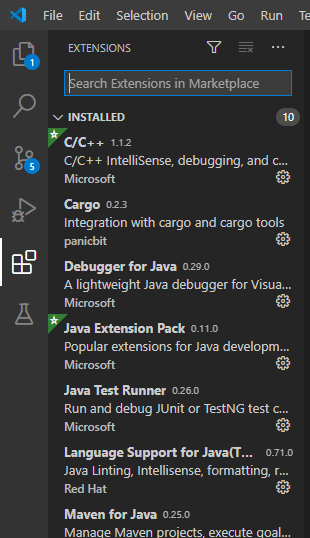 File Edit Selection View Go Run
EXTENSIONS
Search Extensions in Marketplace
INSTALLED 10
C/C++ 1.1.2
C/C++ IntelliSense, debugging, and c...
Microsoft
Cargo 0.2.3
Integration with cargo and cargo tools
panicbit
Debugger for Java 0.29.0
A lightweight Java debugger for Visua...
Microsoft
Java Extension Pack 0.11.0
Popular extensions for Java developm...
Microsoft
Java Test Runner 0.26.0
Run and debug JUnit or TestNG test c...
Microsoft
Language Support for Java(T... 0.71.0
Java Linting, Intellisense, formatting, r...
Red Hat
Maven for Java 0.25.0
Manage Maven projects, execute goal...
1
5